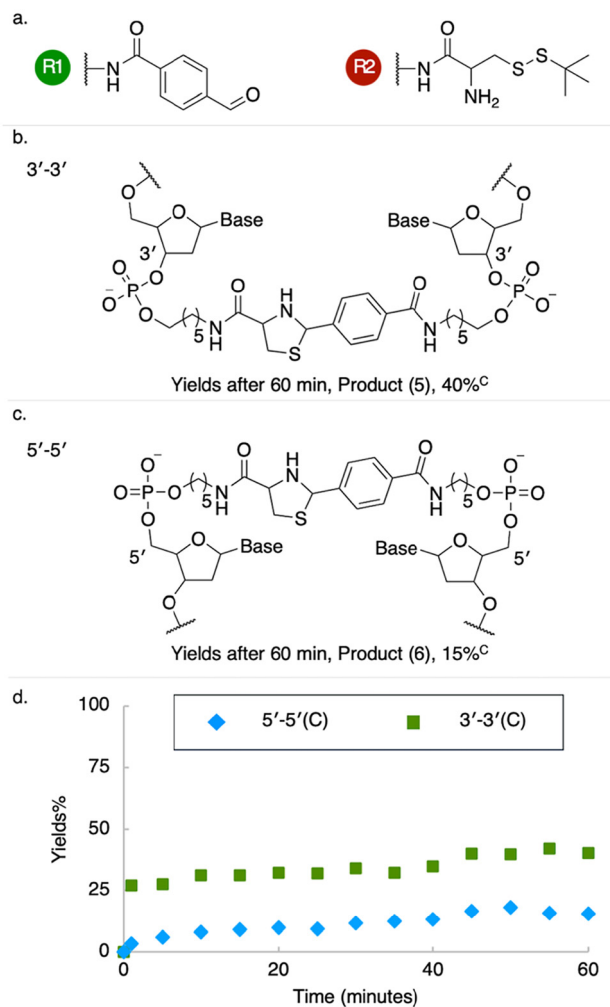 a.
R1
NH
O
O
R2
NH
O
NH2
S
S
b.
3′-3′
O
O
Base
3′
O
O
P
O−
O
5
N
H
O
H
N
S
O
N
H
5
O
Base
O
O
3′
O
O
P
O−
O
Yields after 60 min, Product (5), 40%C
c.
5′-5′
O−
O=P
O
O
5
N
H
O
H
N
S
O
N
H
5
O
O−
P=O
O
5′
O
Base
O
Base
O
5′
O
Yields after 60 min, Product (6), 15%C
d.
5′-5′(C)
3′-3′(C)
Yields%
100
75
50
25
0
0
20
40
60
Time (minutes)